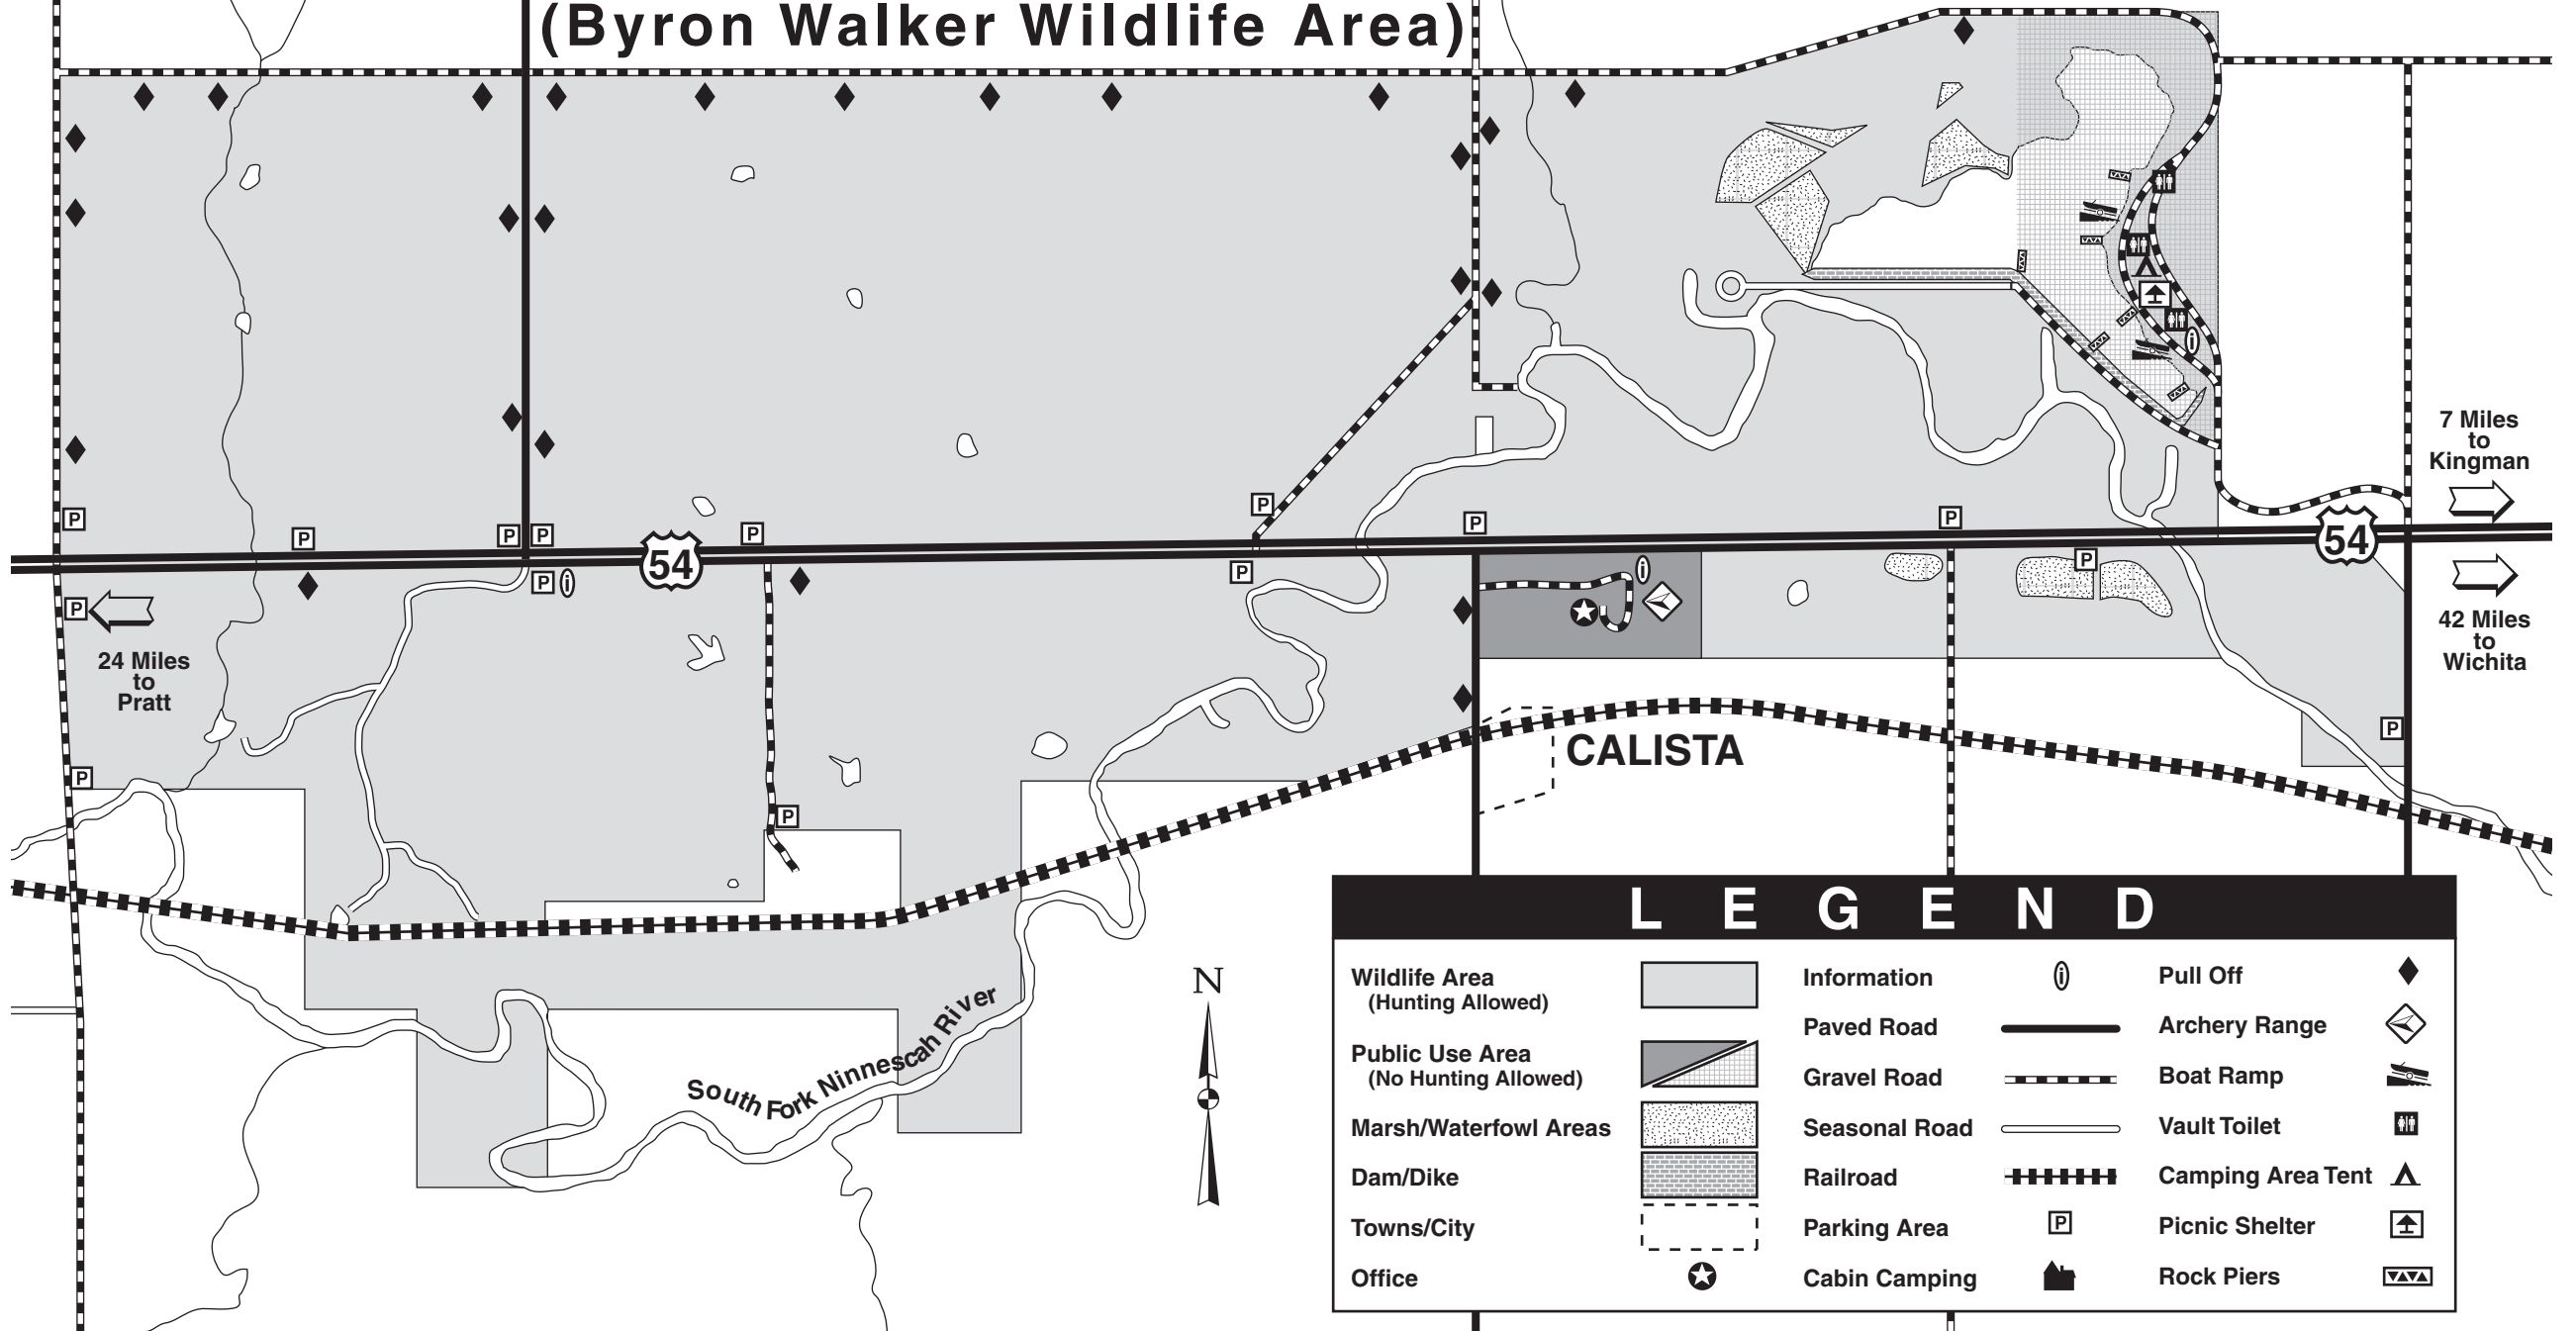 (Byron Walker Wildlife Area)
7 Miles
to
Kingman
P
P
P
P
P
P
P
P
P
54
54
P
i
P
i
P
P
24 Miles
to
Pratt
42 Miles
to
Wichita
P
P
P
CALISTA
i
South Fork Ninnescah River
N
LEGEND
Wildlife Area
(Hunting Allowed)
Public Use Area
(No Hunting Allowed)
Marsh/Waterfowl Areas
Dam/Dike
Towns/City
Office
Information
i
Paved Road
Gravel Road
Seasonal Road
Railroad
Parking Area
P
Cabin Camping
Pull Off
Archery Range
Boat Ramp
Vault Toilet
Camping Area Tent
Picnic Shelter
Rock Piers